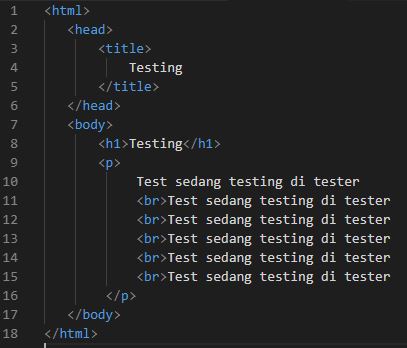 1 <html>
2 <head>
3 <title>
4 Testing
5 </title>
6 </head>
7 <body>
8 <h1>Testing</h1>
9 <p>
10 Test sedang testing di tester
11 <br>Test sedang testing di tester
12 <br>Test sedang testing di tester
13 <br>Test sedang testing di tester
14 <br>Test sedang testing di tester
15 <br>Test sedang testing di tester
16 </p>
17 </body>
18 </html>